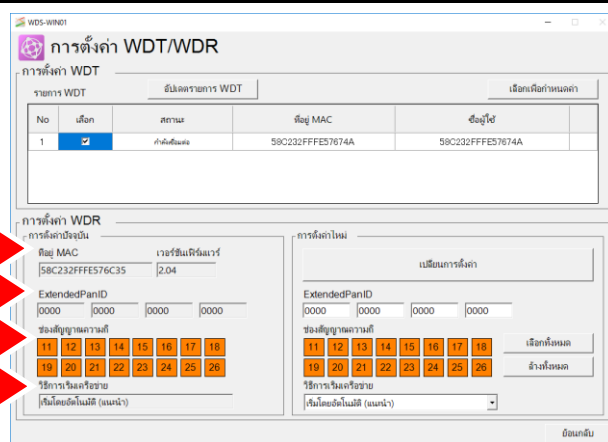 WDS-WIN01
การตั้งค่า WDT/WDR
การตั้งค่า WDT
รายการ WDT
อัปเดตรายการ WDT
เลือกเพื่อกำหนดค่า
No เลือก สถานะ ที่อยู่ MAC ชื่อผู้ใช้
1 กำลังเชื่อมต่อ 58C232FFFE57674A 58C232FFFE57674A
การตั้งค่า WDR
การตั้งค่าปัจจุบัน
ที่อยู่ MAC เวอร์ชันเฟิร์มแวร์
58C232FFFE576C35 2.04
ExtendedPanID
0000 0000 0000 0000
ช่องสัญญาณความถี่
11 12 13 14 15 16 17 18
19 20 21 22 23 24 25 26
วิธีการเริ่มเครือข่าย
เริ่มโดยอัตโนมัติ (แนะนำ)
การตั้งค่าใหม่
เปลี่ยนการตั้งค่า
ExtendedPanID
0000 0000 0000 0000
ช่องสัญญาณความถี่
11 12 13 14 15 16 17 18 เลือกทั้งหมด
19 20 21 22 23 24 25 26 ล้างทั้งหมด
วิธีการเริ่มเครือข่าย
เริ่มโดยอัตโนมัติ (แนะนำ)
ย้อนกลับ